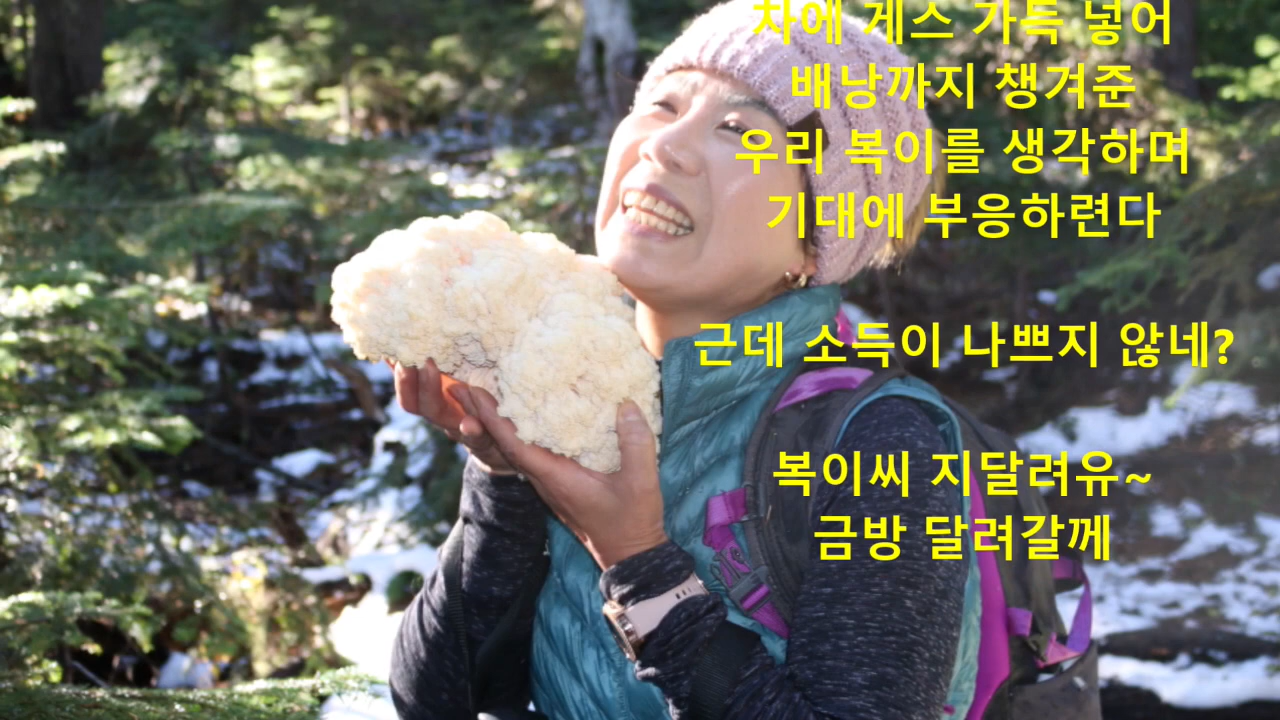 차에 게스 가득 넣어
배낭까지 챙겨준
우리 복이를 생각하며
기대에 부응하련다
근데 소득이 나쁘지 않네?
복이씨 지달려유~
금방 달려갈께